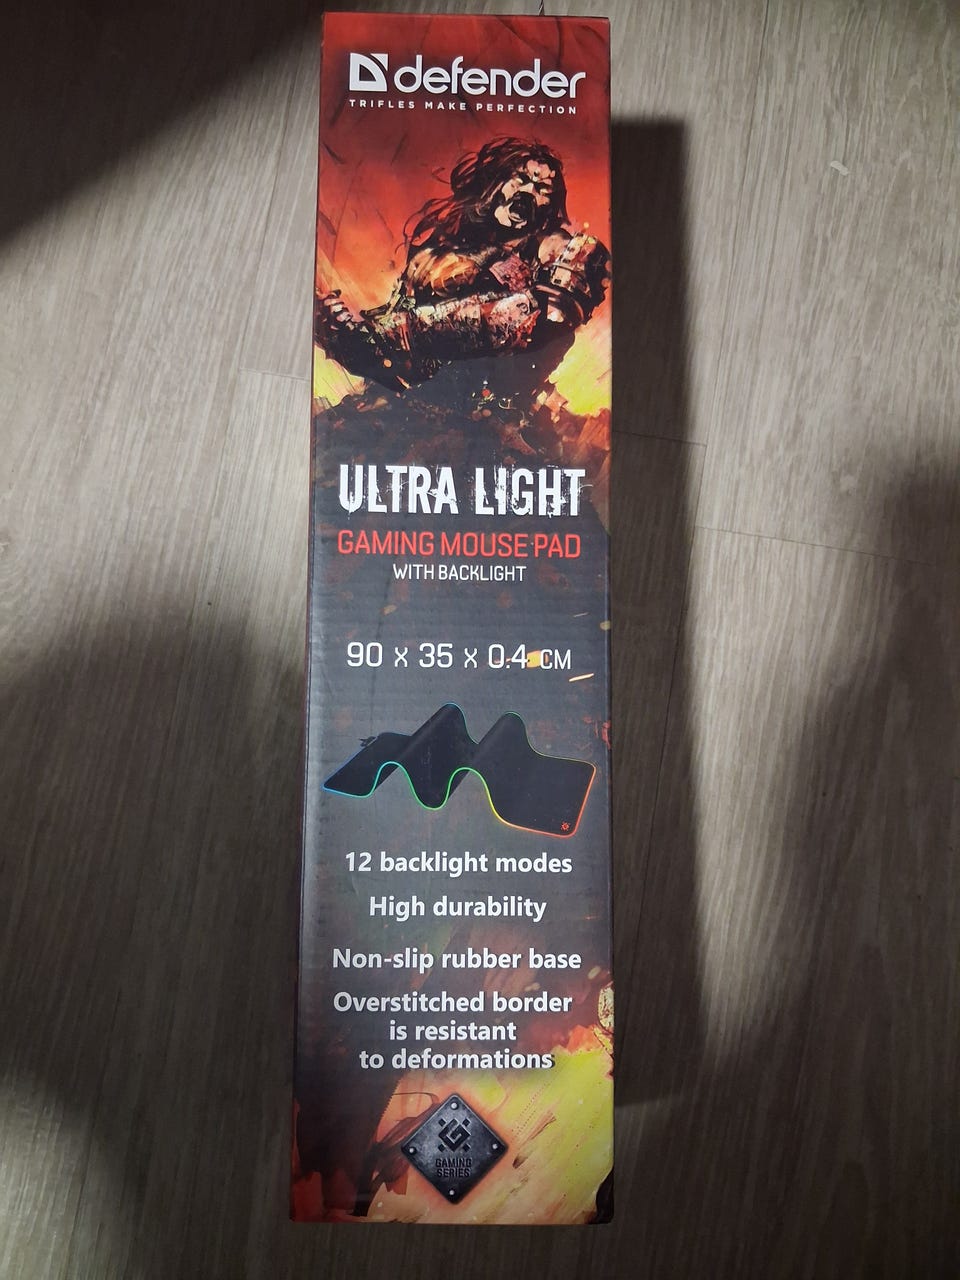 defender
TRIFLES MAKE PERFECTION
ULTRA LIGHT
GAMING MOUSE PAD
WITH BACKLIGHT
90 x 35 x 0.4 CM
12 backlight modes
High durability
Non-slip rubber base
Overstitched border
is resistant
to deformations
GAMING
SERIES